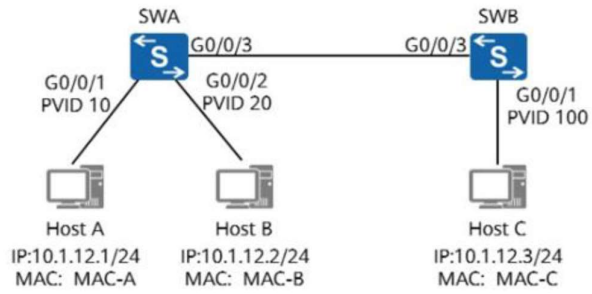 SWA
SWB
G0/0/3
G0/0/3
S
S
G0/0/1
PVID 10
G0/0/2
PVID 20
G0/0/1
PVID 100
Host A
IP:10.1.12.1/24
MAC: MAC-A
Host B
IP:10.1.12.2/24
MAC: MAC-B
Host C
IP:10.1.12.3/24
MAC: MAC-C